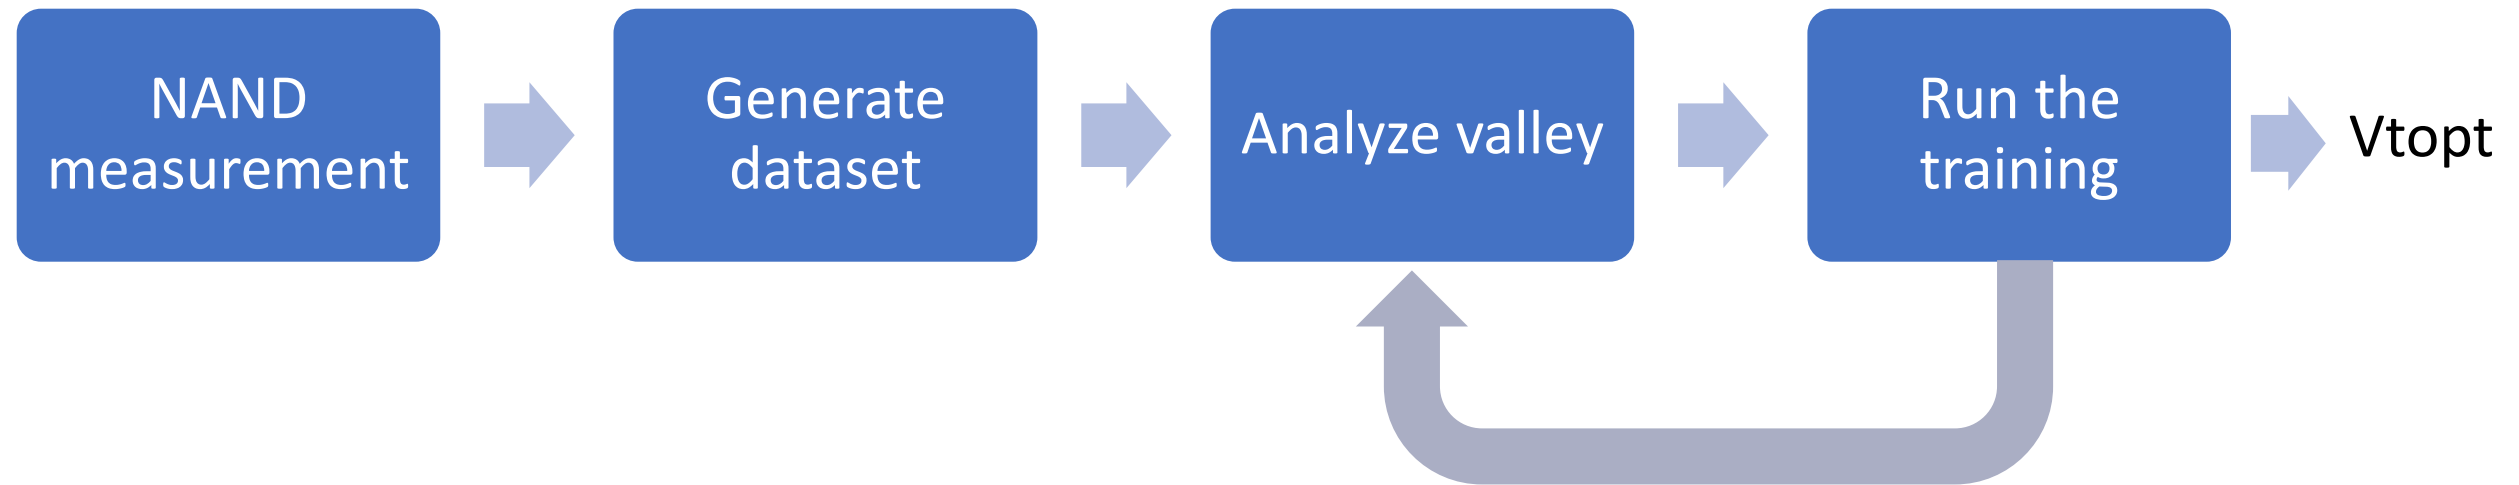 NAND
measurement
Generate
dataset
Analyze valley
Run the
training
Vtopt